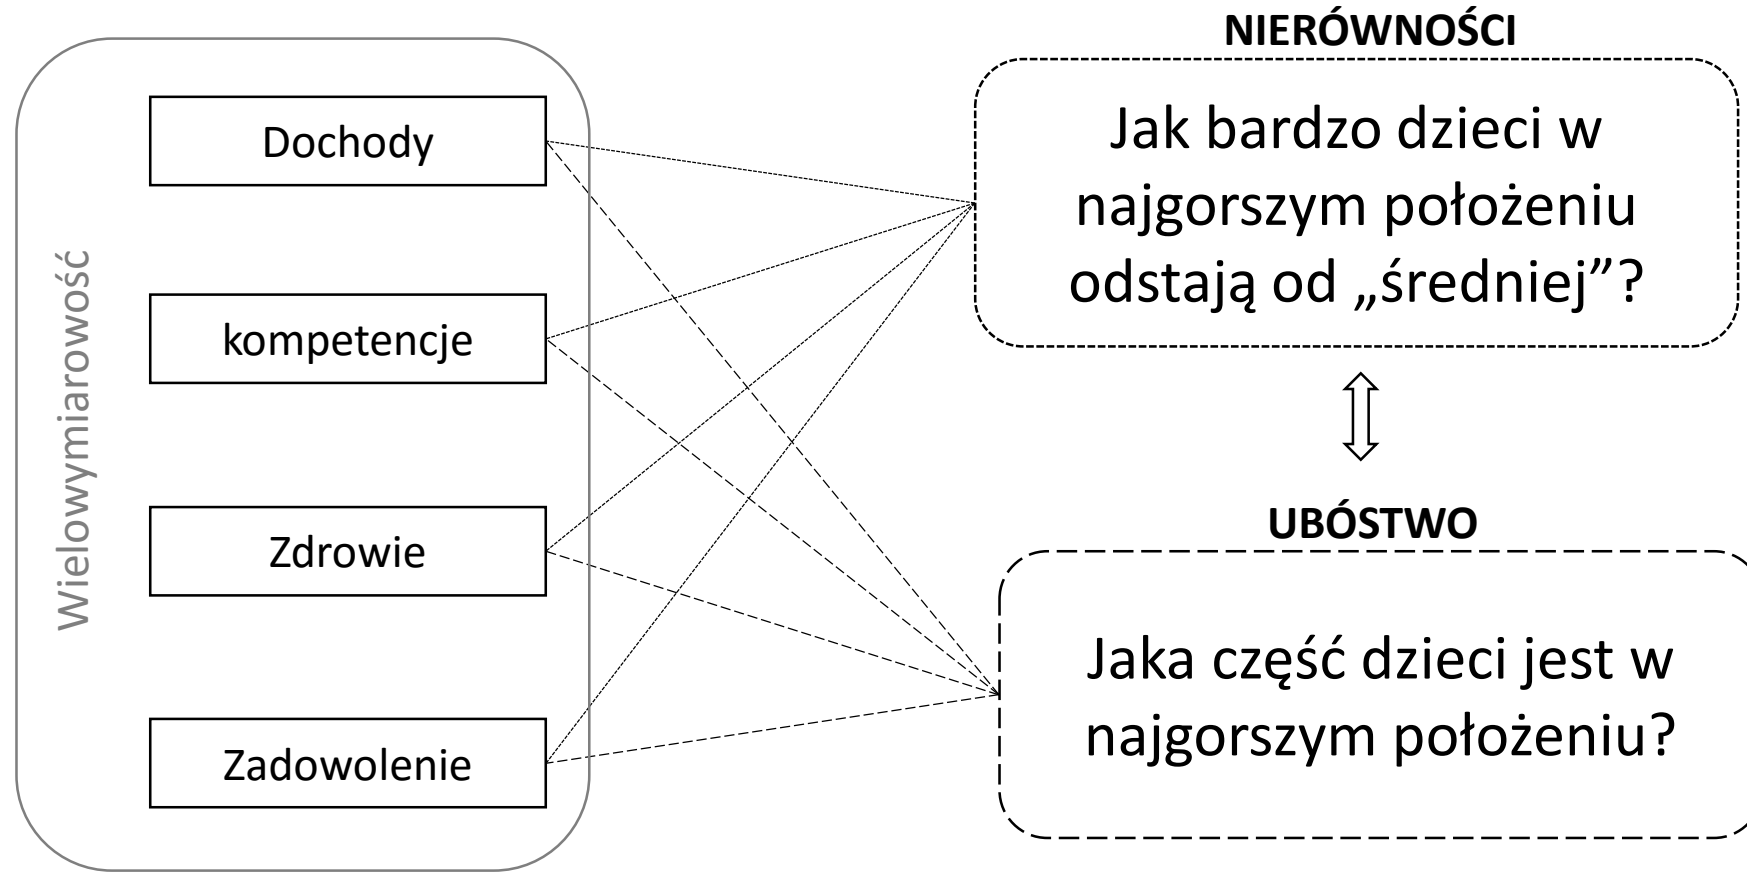 Wielowymiarowość
Dochody
kompetencje
Zdrowie
Zadowolenie
NIERÓWNOŚCI
Jak bardzo dzieci w
najgorszym położeniu
odstają od „średniej”?
UBÓSTWO
Jaka część dzieci jest w
najgorszym położeniu?